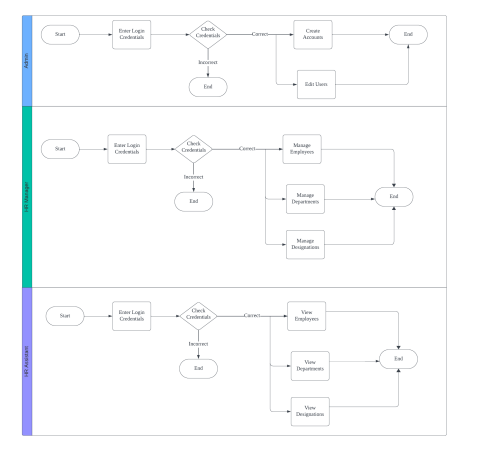 Admin
Start
Enter Login
Credentials
Check
Credentials
Correct
Incorrect
End
Create
Accounts
Edit Users
End
HR Manager
Start
Enter Login
Credentials
Check
Credentials
Correct
Incorrect
End
Manage
Employees
Manage
Departments
Manage
Designations
End
HR Assistant
Start
Enter Login
Credentials
Check
Credentials
Correct
Incorrect
End
View
Employees
View
Departments
View
Designations
End